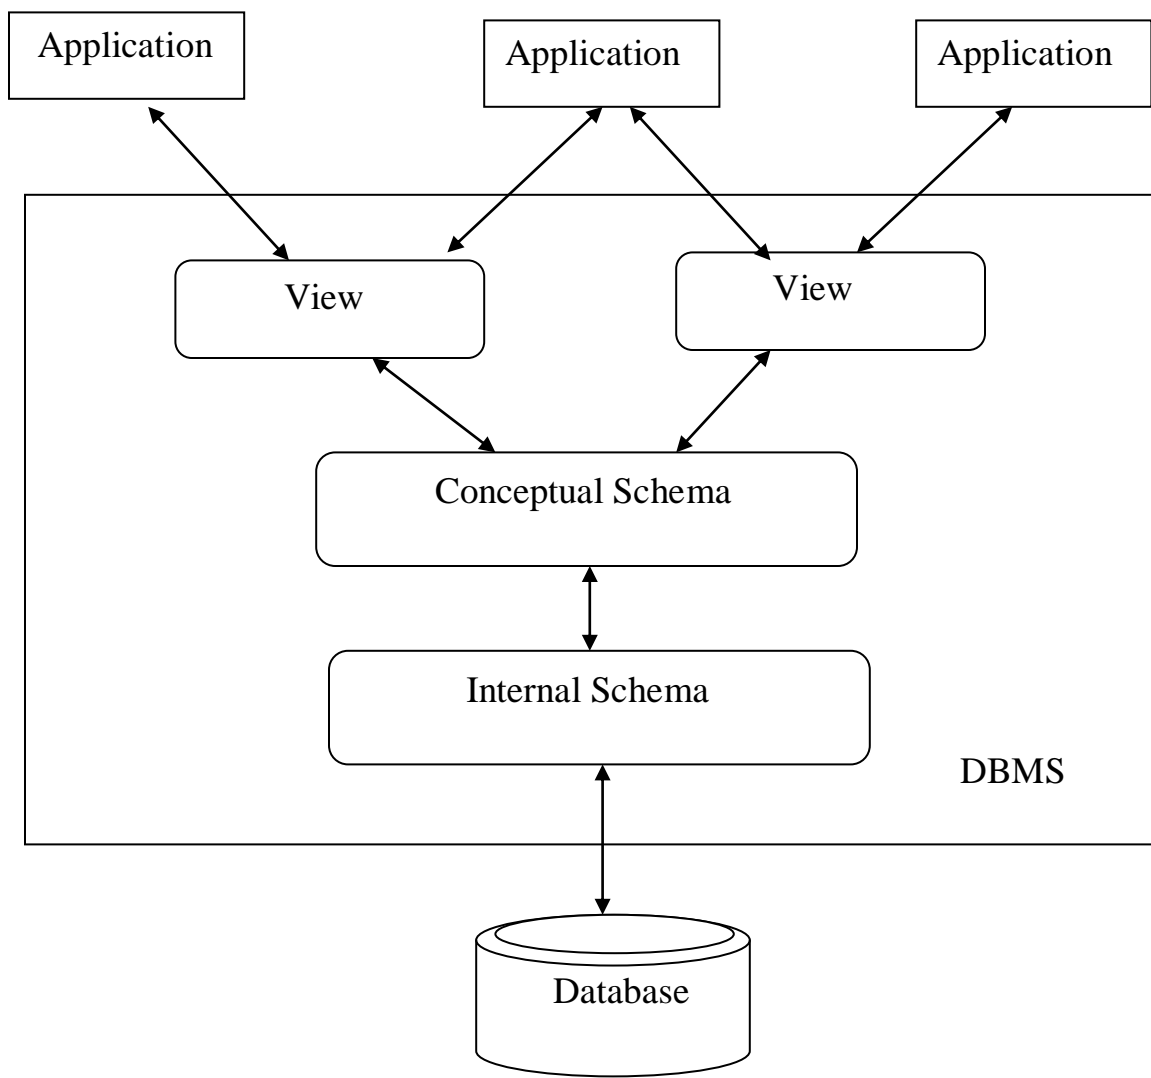 Application
Application
Application
View
View
Conceptual Schema
Internal Schema
DBMS
Database